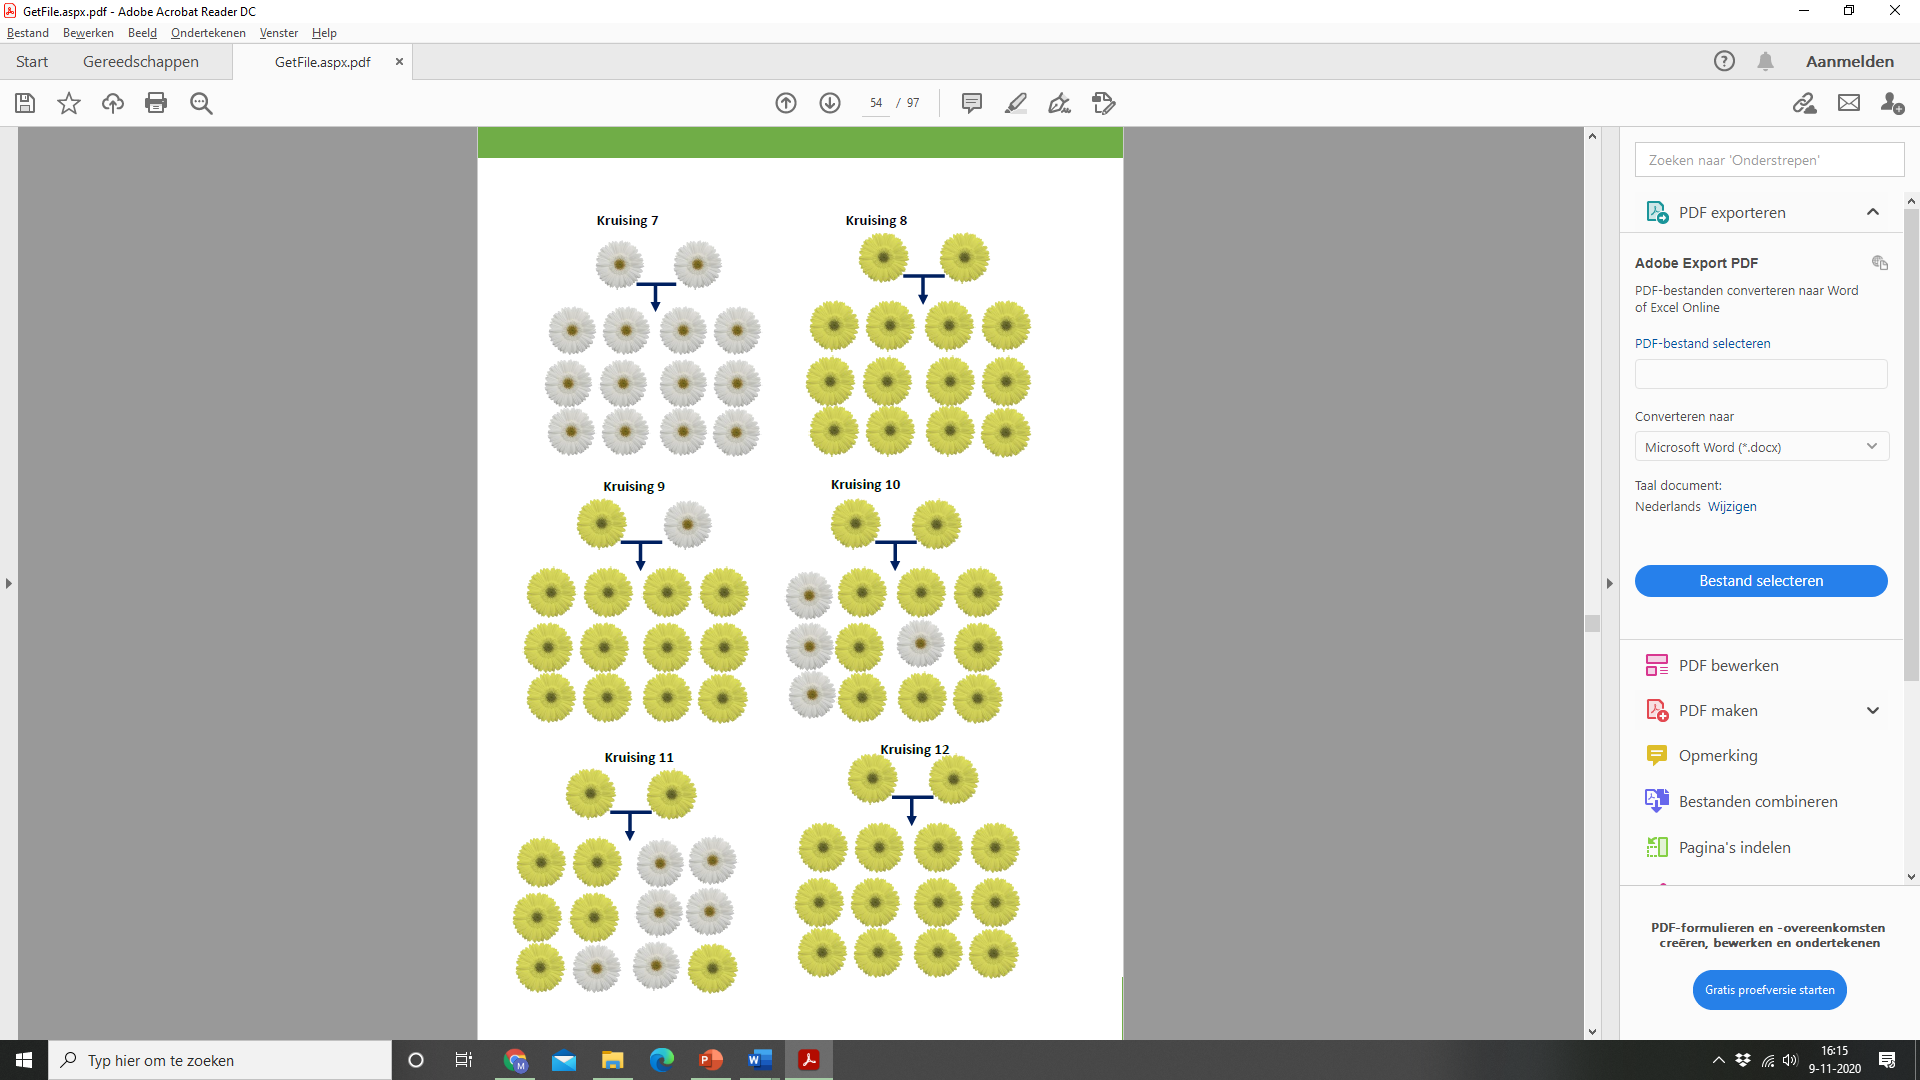 GetFile.aspx.pdf - Adobe Acrobat Reader DC
Bestand Bewerken Beeld Ondertekenen Venster Help
Start Gereedschappen GetFile.aspx.pdf × Aanmelden
54 / 97
Kruising 7 Kruising 8
Kruising 9 Kruising 10
Kruising 11 Kruising 12
Zoeken naar 'Onderstrepen'
PDF exporteren
Adobe Export PDF
PDF-bestanden converteren naar Word
of Excel Online
PDF-bestand selecteren
Converteren naar
Microsoft Word (*.docx)
Taal document:
Nederlands Wijzigen
Bestand selecteren
PDF bewerken
PDF maken
Opmerking
Bestanden combineren
Pagina's indelen
PDF-formulieren en -overeenkomsten
creëren, bewerken en ondertekenen
Gratis proefversie starten
Typ hier om te zoeken
16:15
9-11-2020